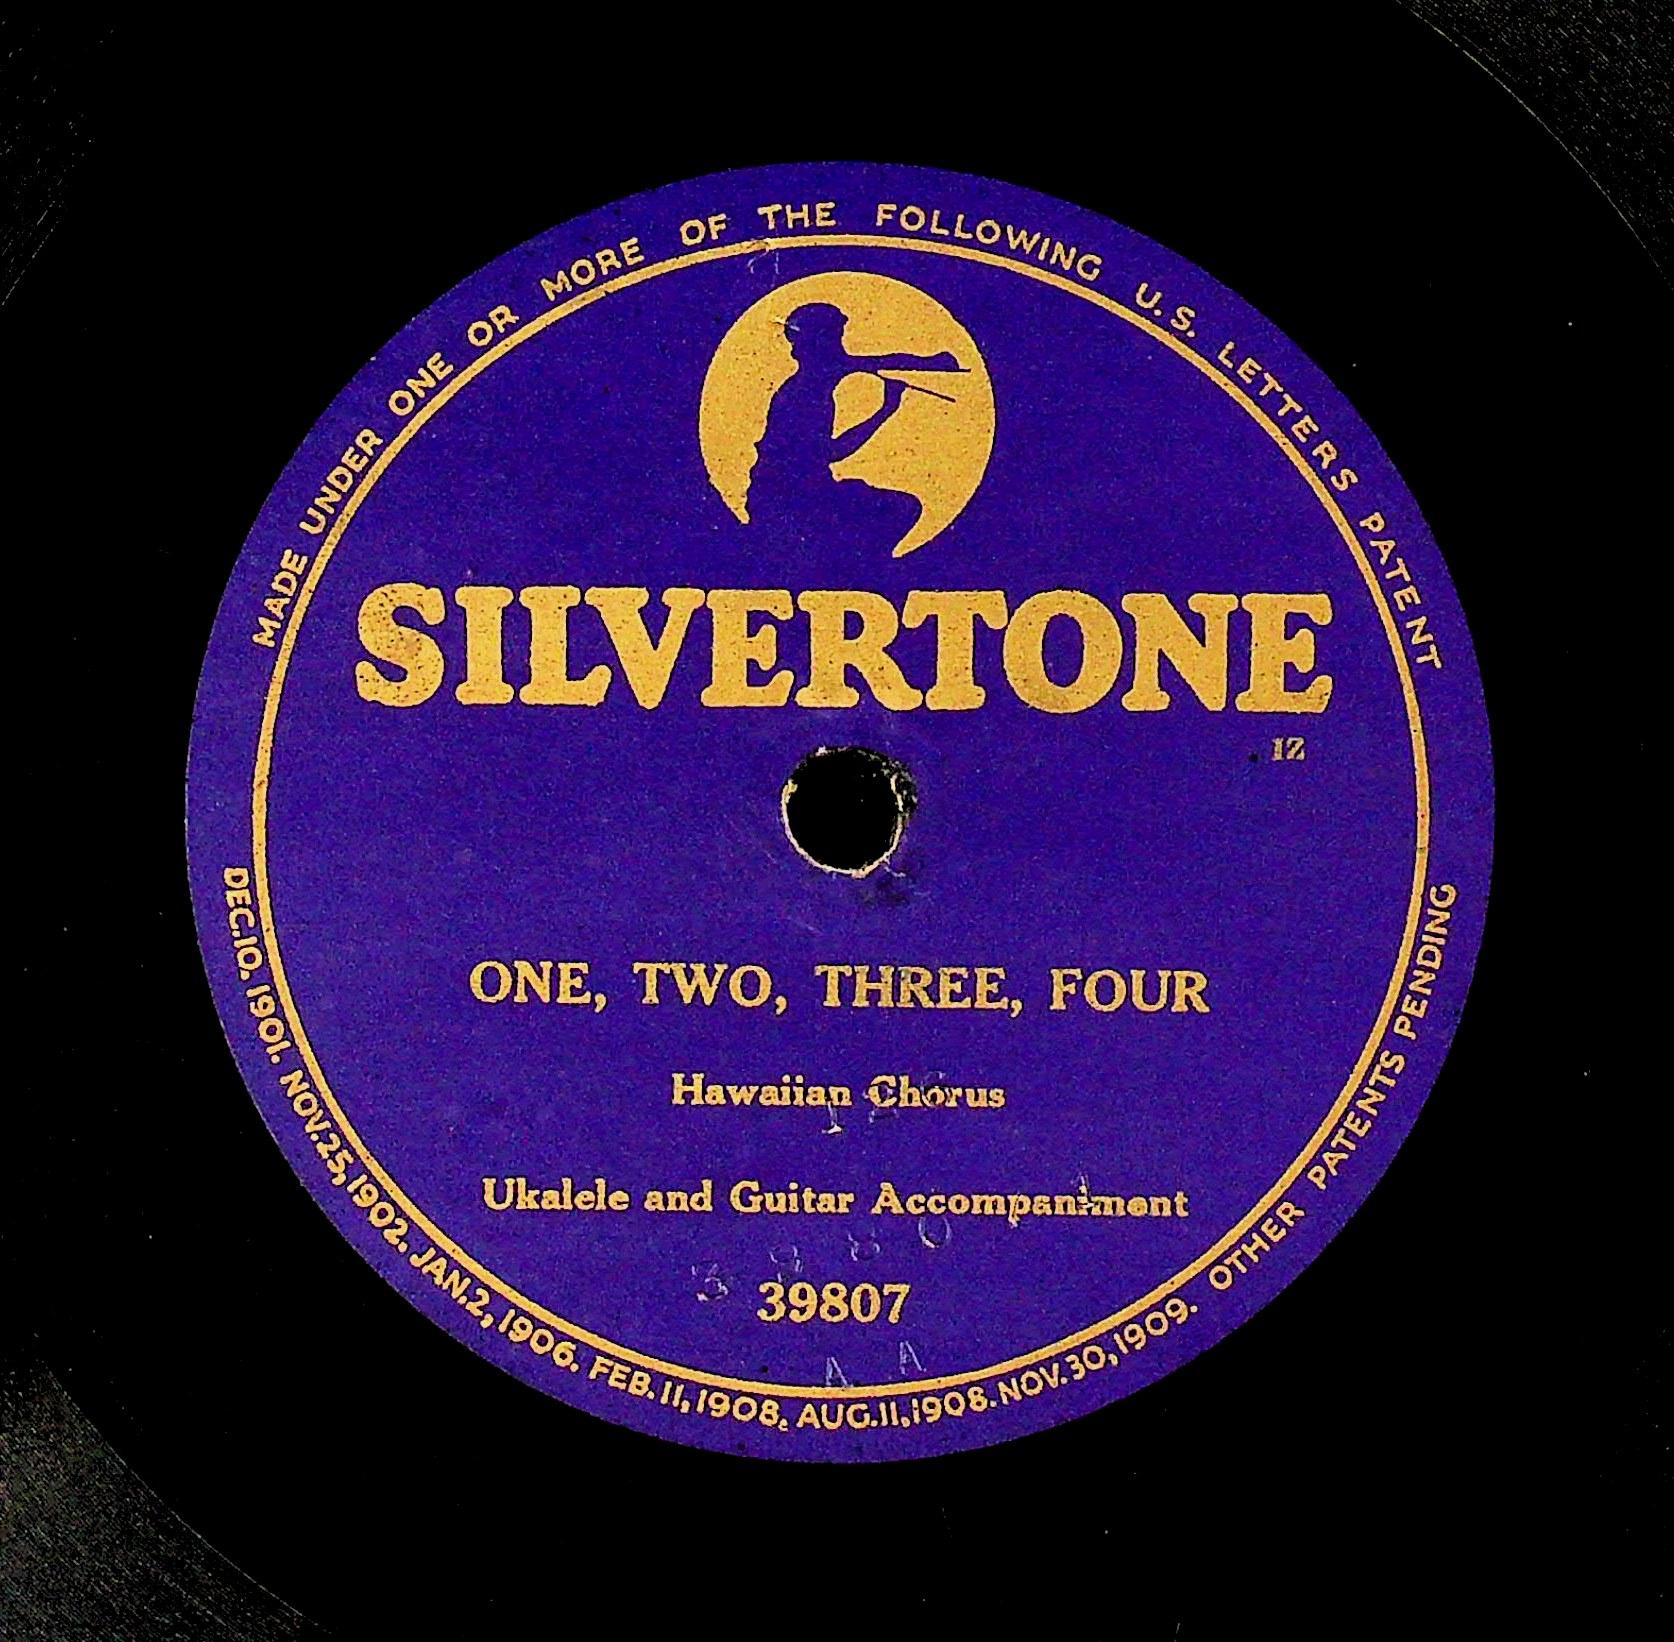 MADE UNDER ONE OR MORE OF THE FOLLOWING U.S. LETTERS PATENT
SILVERTONE
IZ
ONE, TWO, THREE, FOUR
Hawaiian Chorus
Ukalele and Guitar Accompaniment
39807
DEC.10. 1901. NOV.25, 1902. JAN.2, 1906. FEB.11, 1908. AUG.11, 1908. NOV.30, 1909. OTHER PATENTS PENDING